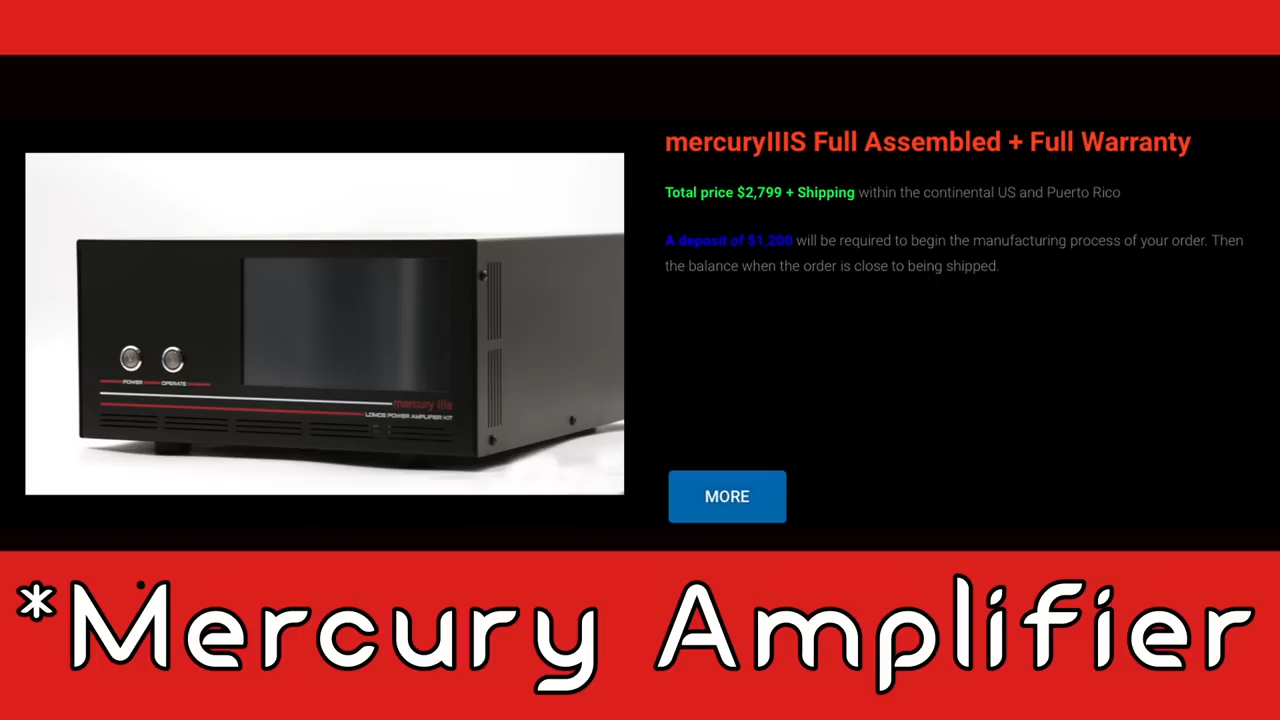 mercuryIIIS Full Assembled + Full Warranty
Total price $2,799 + Shipping within the continental US and Puerto Rico
A deposit of $1,200 will be required to begin the manufacturing process of your order. Then
the balance when the order is close to being shipped.
POWER OPERATE
mercury IIIs
LDMOS POWER AMPLIFIER KIT
MORE
*Mercury Amplifier